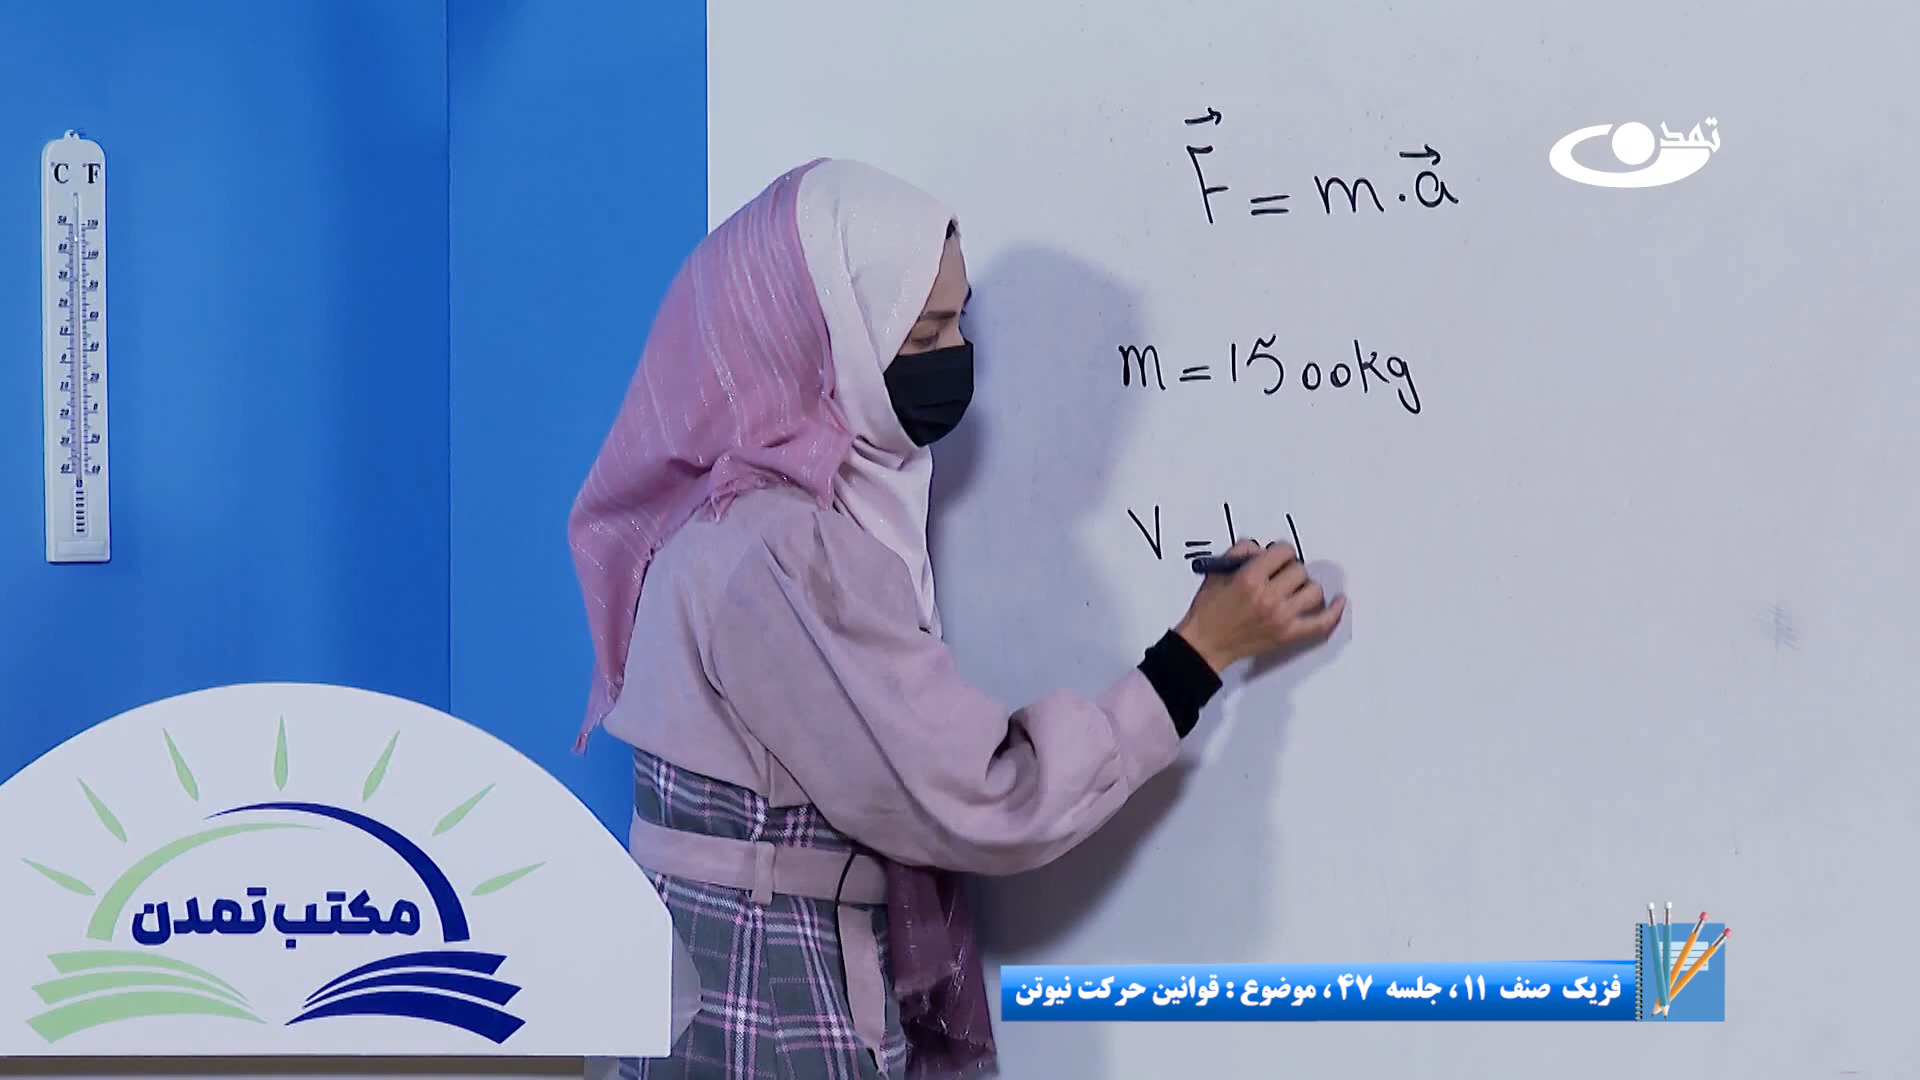 تمدن
F⃗ = m.a⃗
m = 1500kg
V =
°C °F
مکتب تمدن
فزیک صنف ۱۱، جلسه ۴۷، موضوع : قوانین حرکت نیوتن